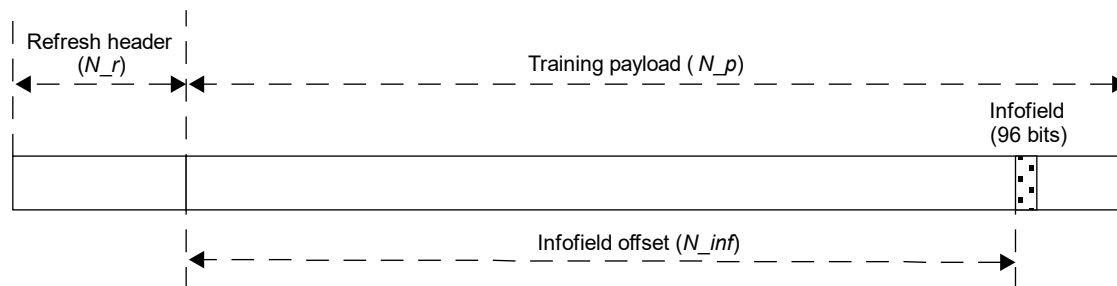 Refresh header
(N_r)
Training payload ( N_p)
Infofield
(96 bits)
Infofield offset (N_inf)